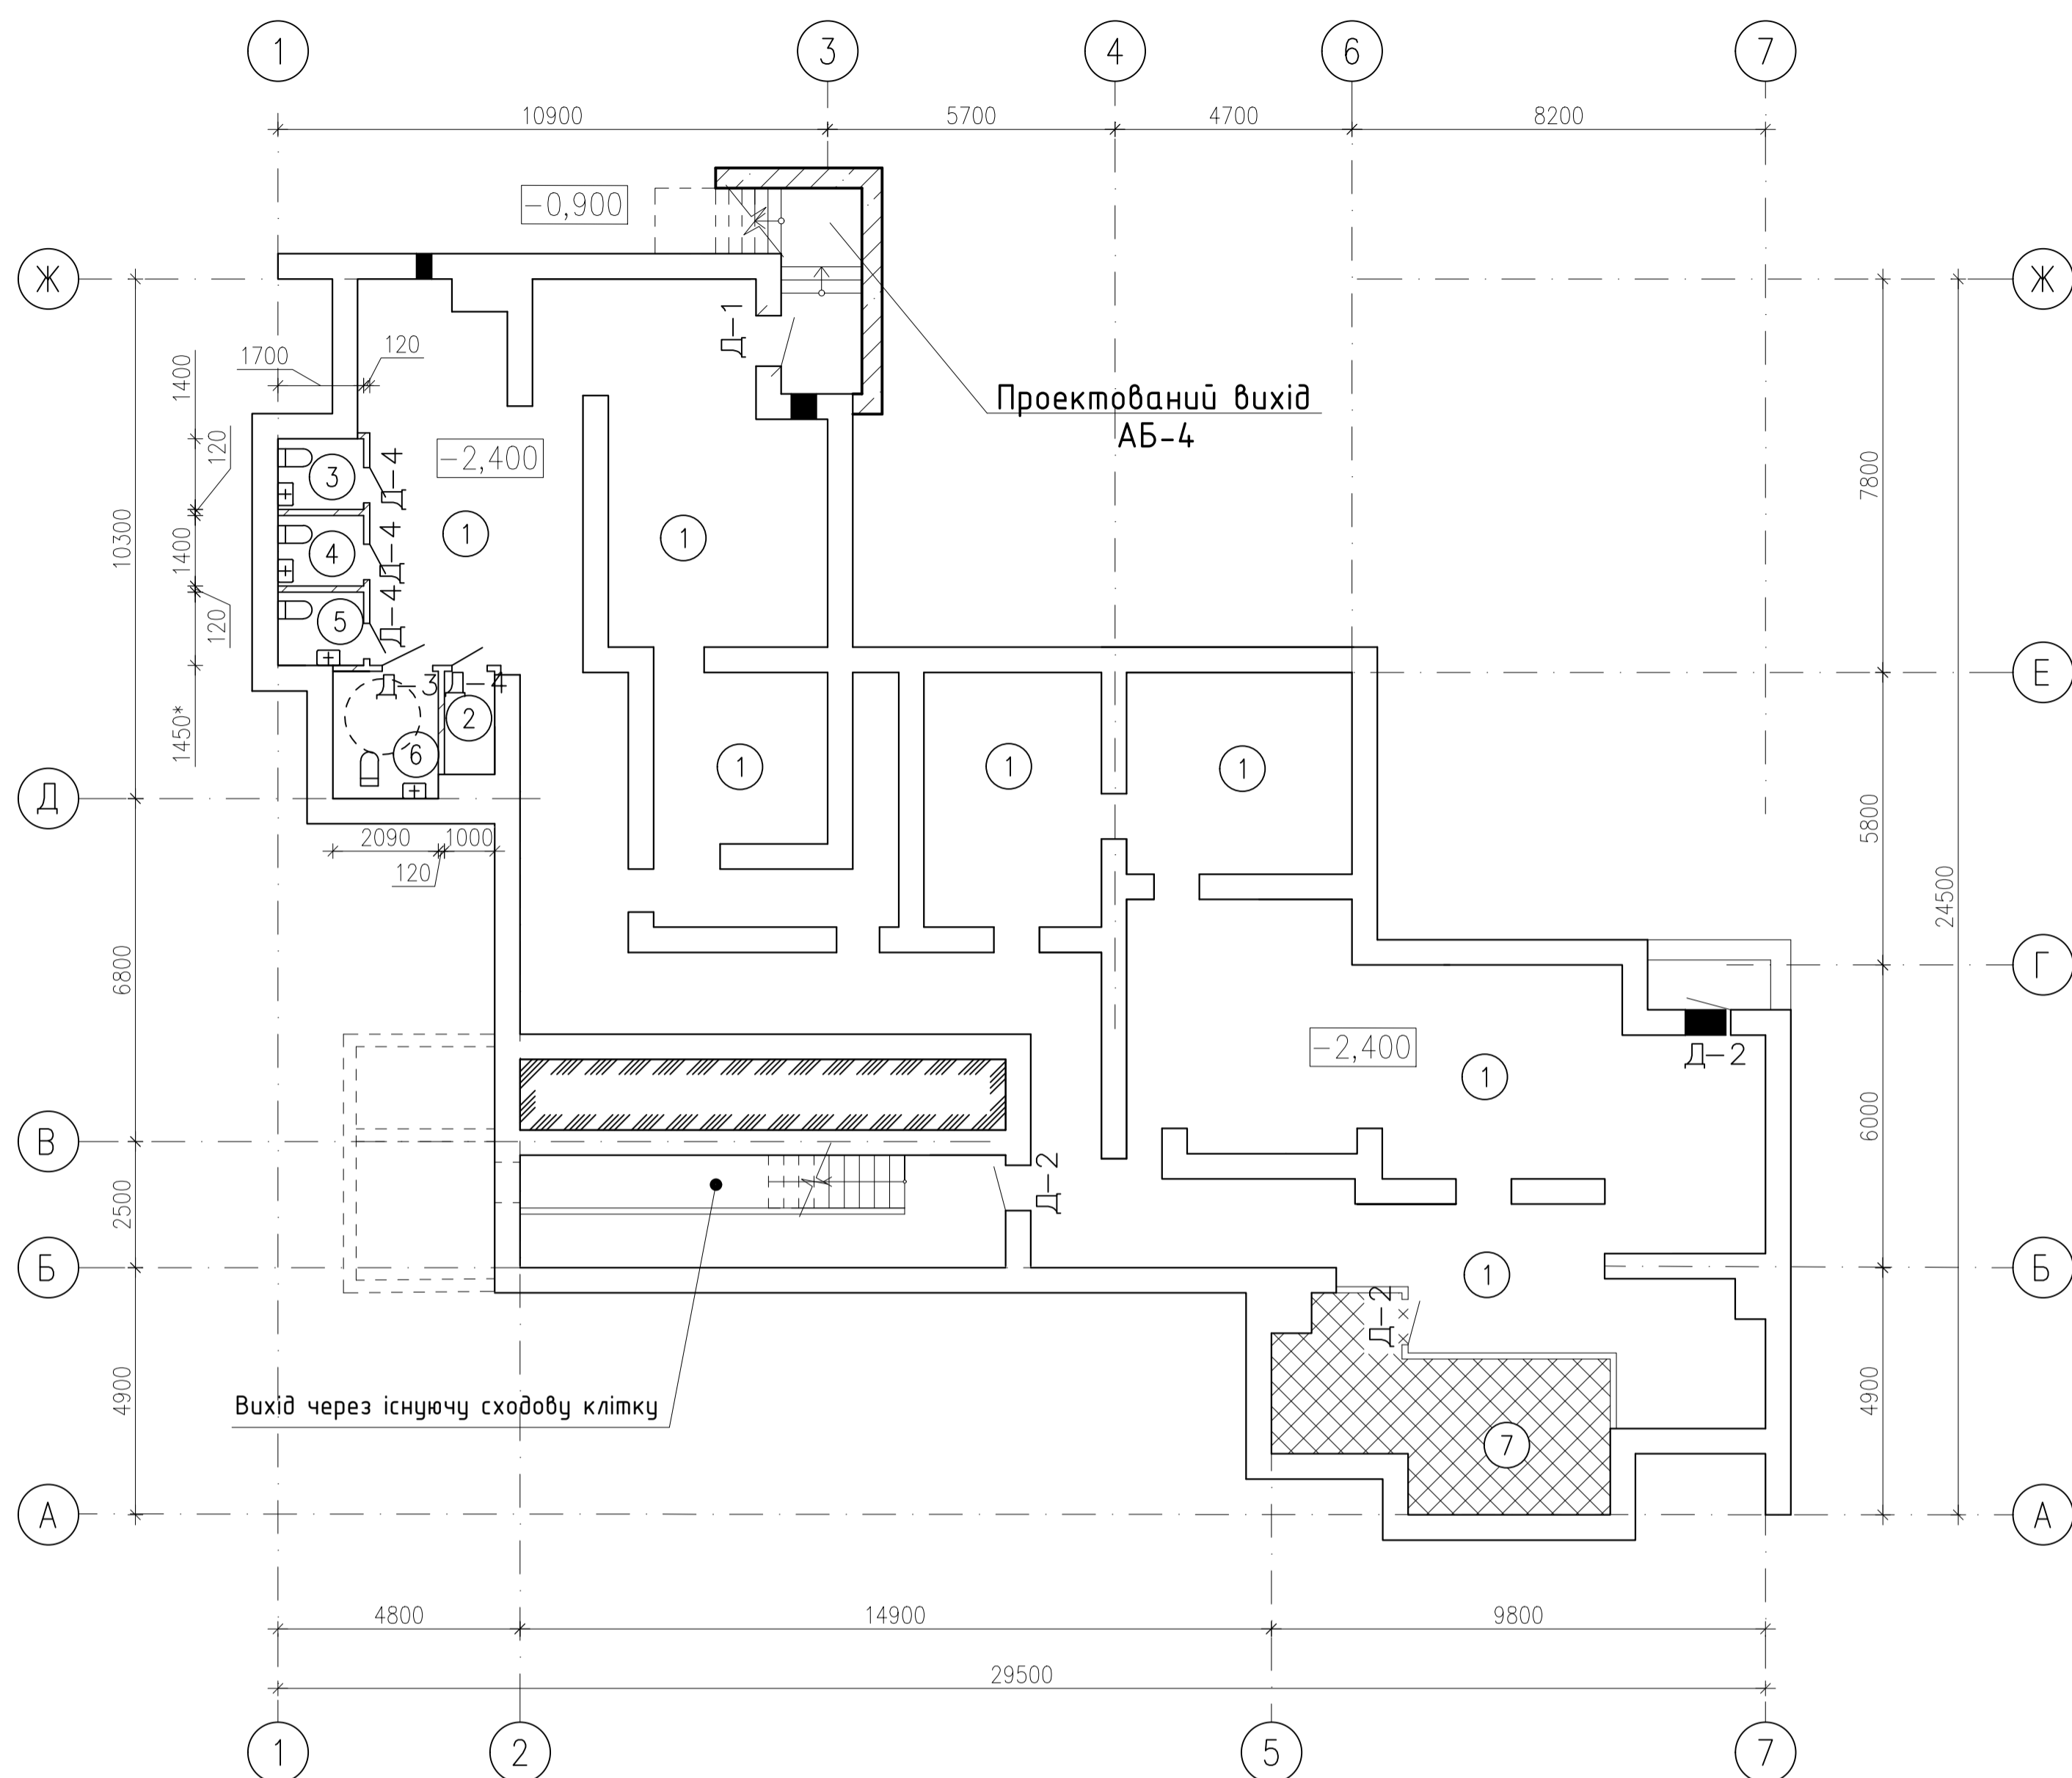 1 3 4 6 7
10900 5700 4700 8200
-0,900
Ж Ж
Д-1
1700 120
1400
Проектований вихід
АБ-4
120
-2,400
3 Д-4
7800
10300
1400
4 Д-4
1 1
120
5 Д-4
Е
Д-3 Д-4
1450*
2
6
1 1 1
Д
2090 1000
120
5800
24500
6800
Г
-2,400
Д-2
1
6000
В
Д-2
2500
Б 1 Б
Д-2
4900 4900
Вихід через існуючу сходову клітку
7
А А
4800 14900 9800
29500
1 2 5 7